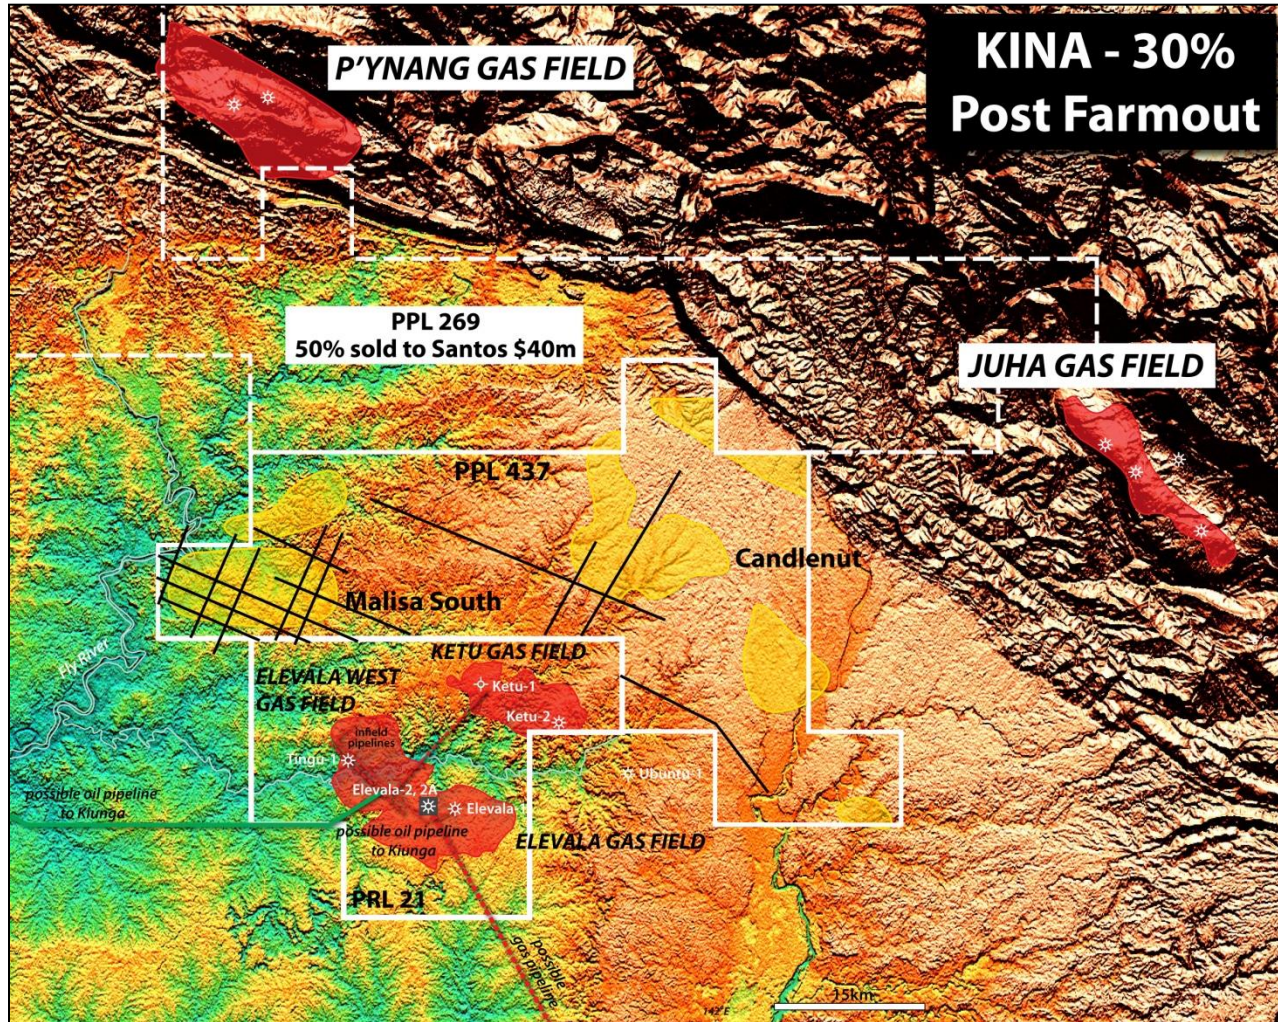 KINA - 30%
Post Farmout
P'YNANG GAS FIELD
PPL 269
50% sold to Santos $40m
JUHA GAS FIELD
PPL 437
Candlenut
Malisa South
Fly River
KETU GAS FIELD
ELEVALA WEST
GAS FIELD
Ketu-1
Ketu-2
infield
pipelines
Tingu-1
Ubuntu-1
Elevala-2, 2A
Elevala-1
possible oil pipeline
to Kiunga
possible oil pipeline
to Kiunga
ELEVALA GAS FIELD
PRL 21
possible
gas pipeline
15km
142°E